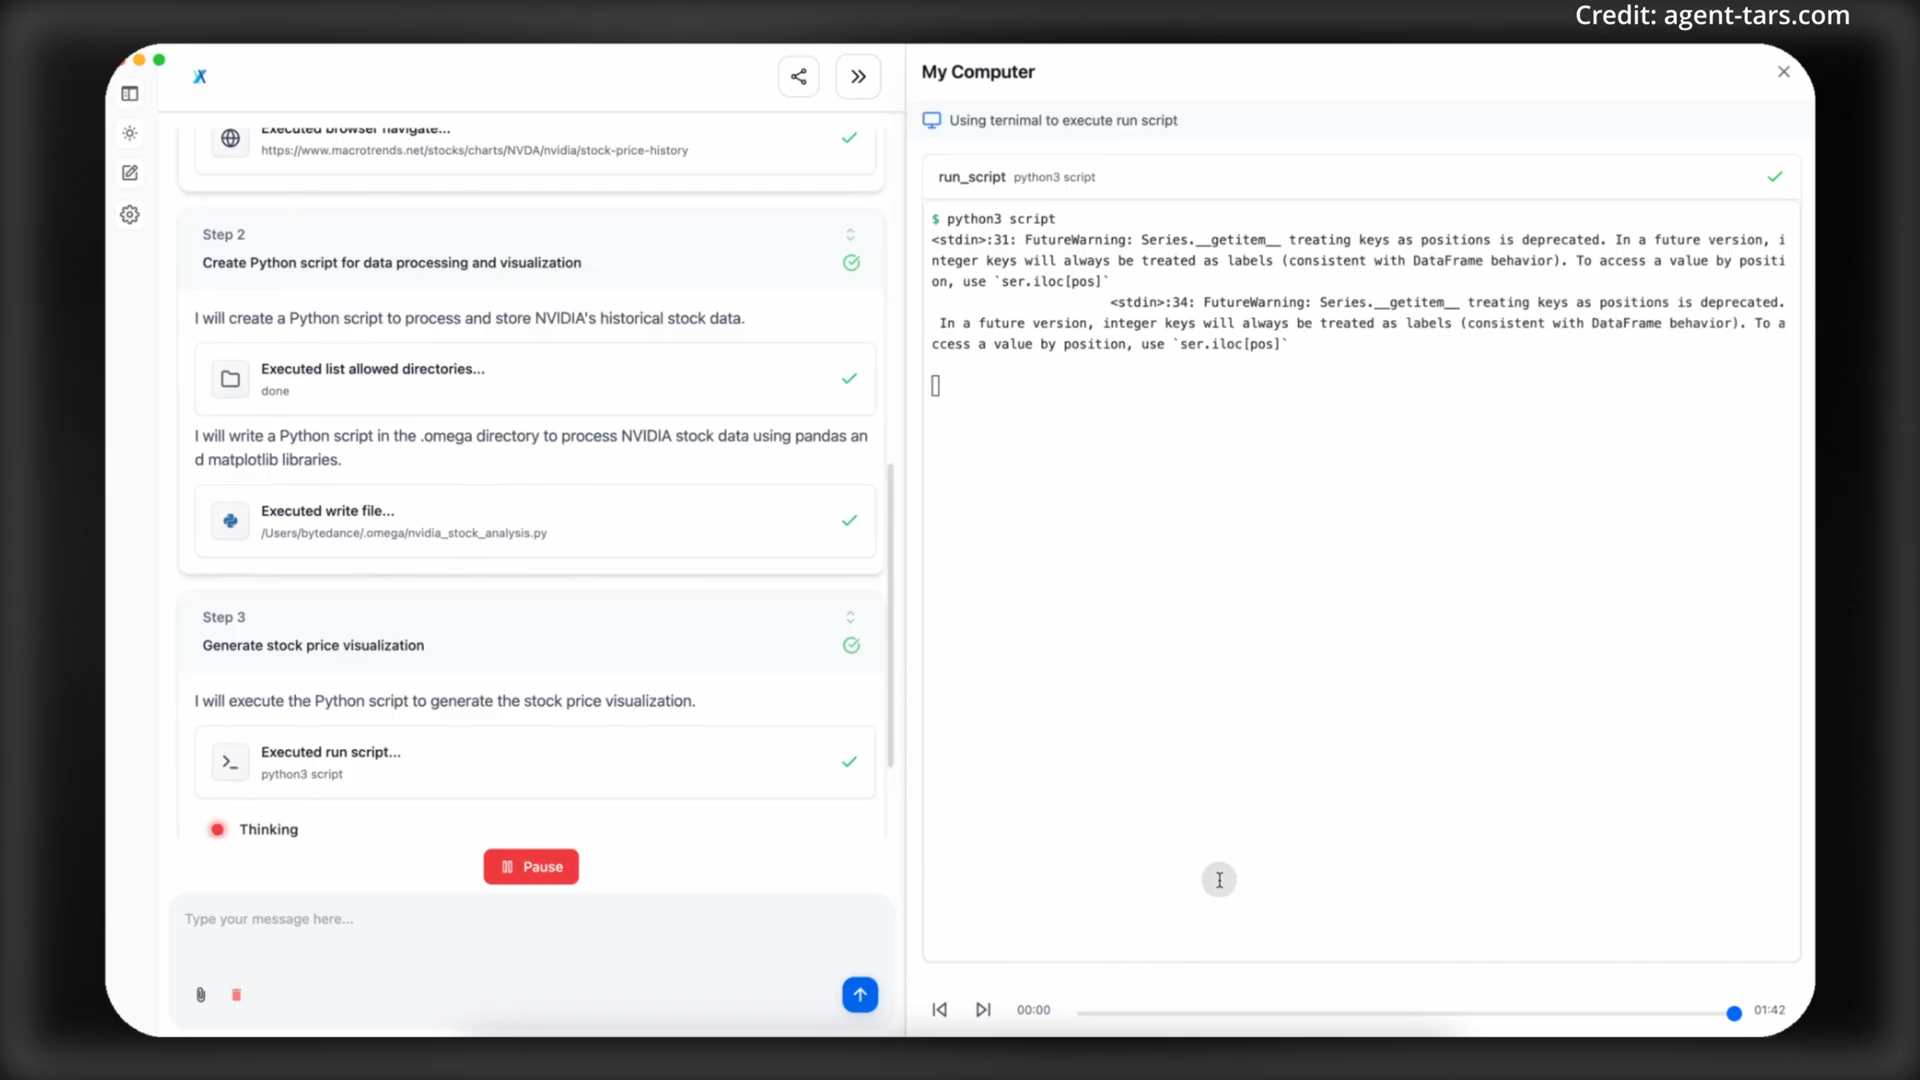 Credit: agent-tars.com
My Computer
Using ternimal to execute run script
Executed browser navigate...
https://www.macrotrends.net/stocks/charts/NVDA/nvidia/stock-price-history
Step 2
Create Python script for data processing and visualization
I will create a Python script to process and store NVIDIA's historical stock data.
Executed list allowed directories...
done
I will write a Python script in the .omega directory to process NVIDIA stock data using pandas an
d matplotlib libraries.
Executed write file...
/Users/bytedance/.omega/nvidia_stock_analysis.py
Step 3
Generate stock price visualization
I will execute the Python script to generate the stock price visualization.
Executed run script...
python3 script
Thinking
Pause
Type your message here...
run_script python3 script
$ python3 script
<stdin>:31: FutureWarning: Series.__getitem__ treating keys as positions is deprecated. In a future version, i
nteger keys will always be treated as labels (consistent with DataFrame behavior). To access a value by positi
on, use `ser.iloc[pos]`
<stdin>:34: FutureWarning: Series.__getitem__ treating keys as positions is deprecated.
In a future version, integer keys will always be treated as labels (consistent with DataFrame behavior). To a
ccess a value by position, use `ser.iloc[pos]`
00:00
01:42